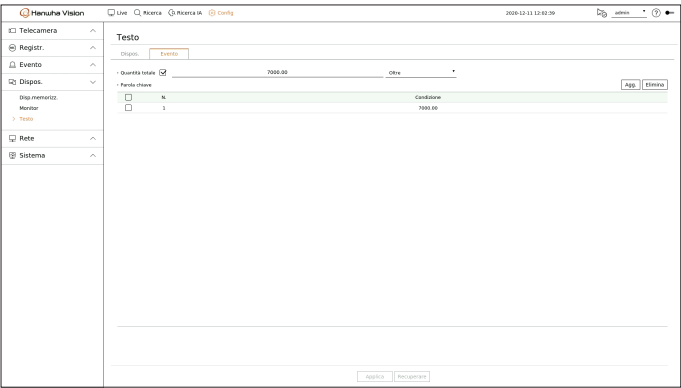 Hanwha Vision
Live Ricerca Ricerca IA Config 2020-12-11 12:02:39 admin ?
Telecamera
Registr.
Evento
Dispos.
Disp.memorizz.
Monitor
> Testo
Rete
Sistema
Testo
Dispos. Evento
• Quantità totale 7000.00 Oltre
• Parola chiave Agg. Elimina
N. Condizione
1 7000.00
Applica Recuperare